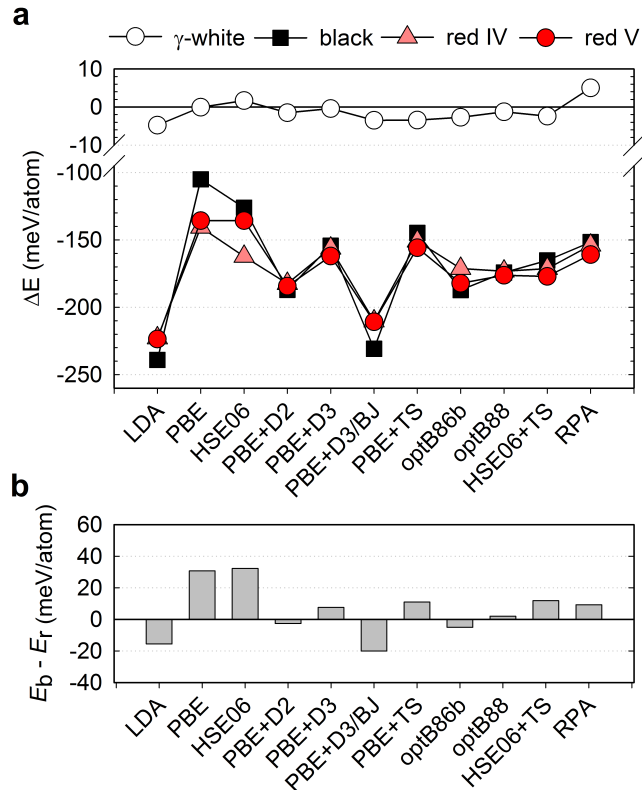 a
γ-white black red IV red V
10
0
-10
-100
-150
-200
-250
ΔE (meV/atom)
LDA
PBE
HSE06
PBE+D2
PBE+D3
PBE+D3/BJ
PBE+TS
optB86b
optB88
HSE06+TS
RPA
b
60
40
20
0
-20
-40
Eb - Er (meV/atom)
LDA
PBE
HSE06
PBE+D2
PBE+D3
PBE+D3/BJ
PBE+TS
optB86b
optB88
HSE06+TS
RPA